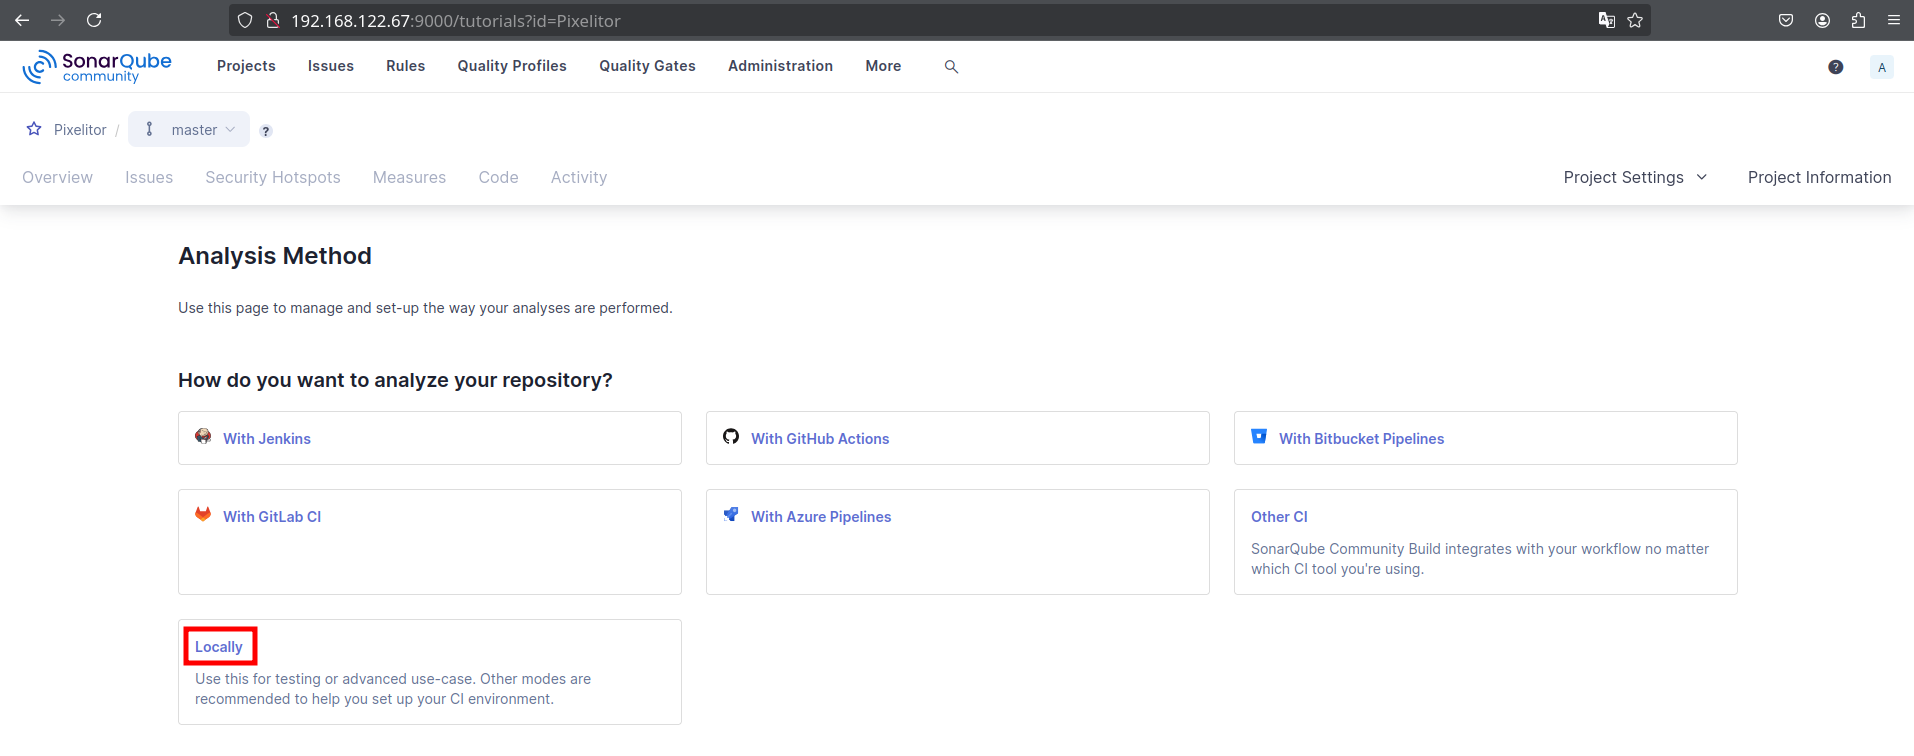 192.168.122.67:9000/tutorials?id=Pixelitor
SonarQube community
Projects Issues Rules Quality Profiles Quality Gates Administration More ? A
Pixelitor / master ?
Overview Issues Security Hotspots Measures Code Activity Project Settings Project Information
Analysis Method
Use this page to manage and set-up the way your analyses are performed.
How do you want to analyze your repository?
With Jenkins
With GitHub Actions
With Bitbucket Pipelines
With GitLab CI
With Azure Pipelines
Other CI
SonarQube Community Build integrates with your workflow no matter
which CI tool you're using.
Locally
Use this for testing or advanced use-case. Other modes are
recommended to help you set up your CI environment.